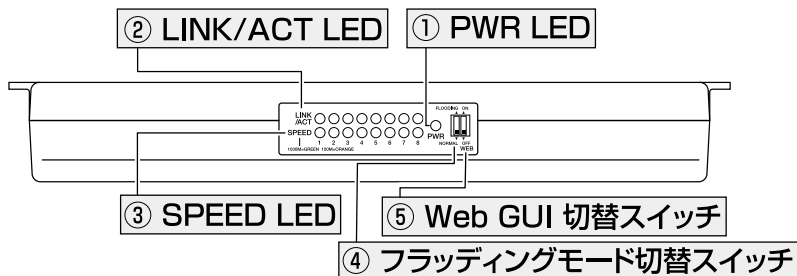 ② LINK/ACT LED
① PWR LED
FLOODING ON
LINK
/ACT
SPEED
PWR
1 2 3 4 5 6 7 8
NORMAL OFF
WEB
1000M=GREEN 100M=ORANGE
③ SPEED LED
⑤ Web GUI 切替スイッチ
④ フラッディングモード切替スイッチ